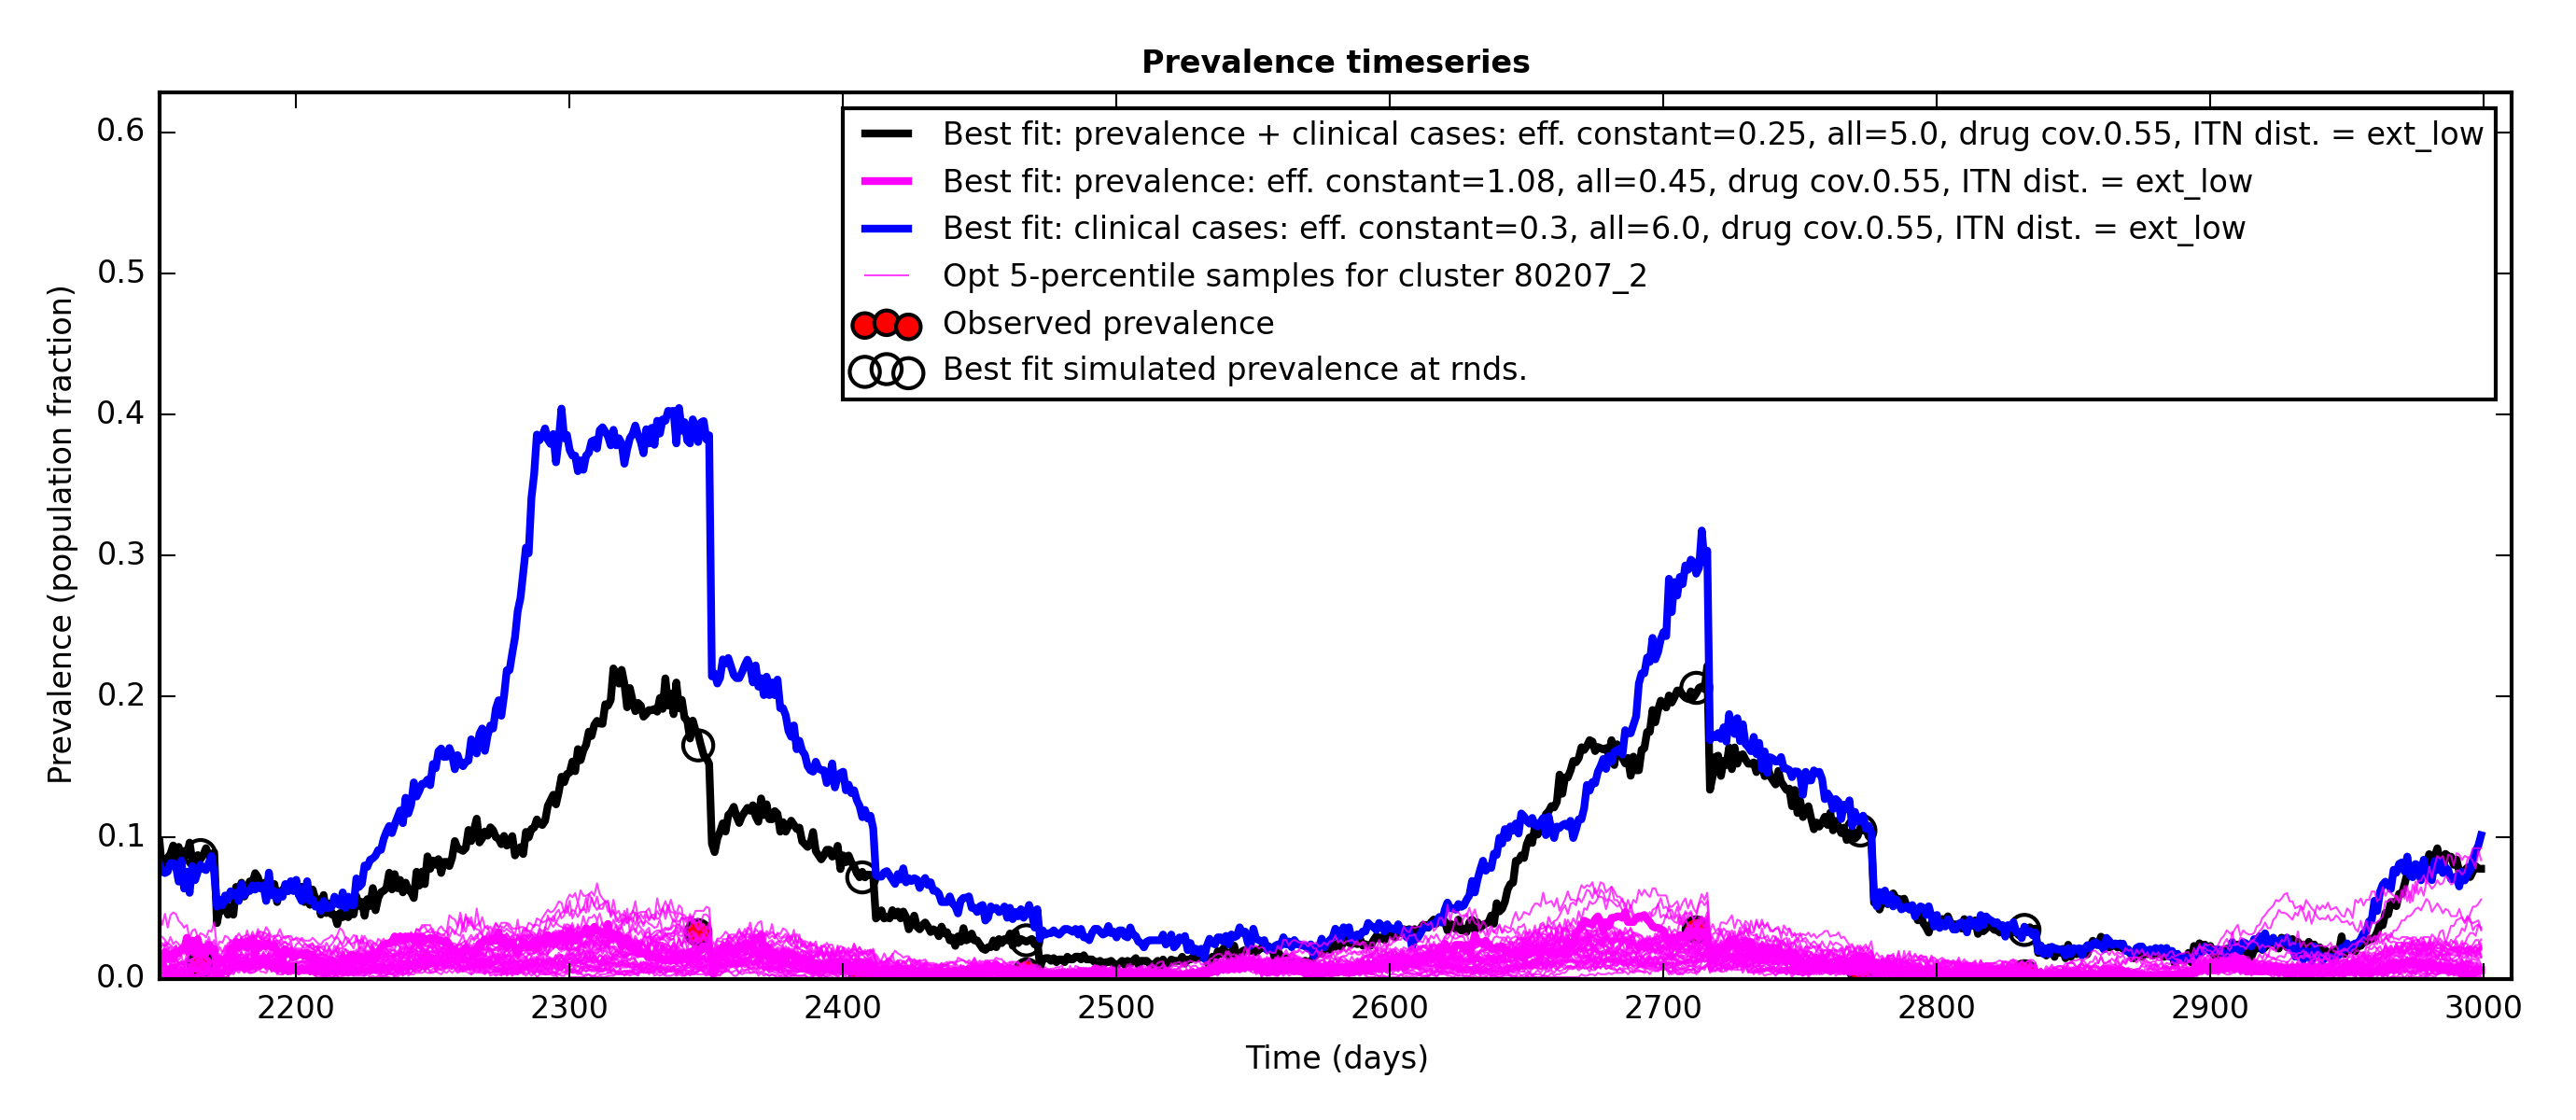 Prevalence timeseries
Best fit: prevalence + clinical cases: eff. constant=0.25, all=5.0, drug cov.0.55, ITN dist. = ext_low
Best fit: prevalence: eff. constant=1.08, all=0.45, drug cov.0.55, ITN dist. = ext_low
Best fit: clinical cases: eff. constant=0.3, all=6.0, drug cov.0.55, ITN dist. = ext_low
Opt 5-percentile samples for cluster 80207_2
Observed prevalence
Best fit simulated prevalence at rnds.
Prevalence (population fraction)
0.6
0.5
0.4
0.3
0.2
0.1
0.0
2200 2300 2400 2500 2600 2700 2800 2900 3000
Time (days)